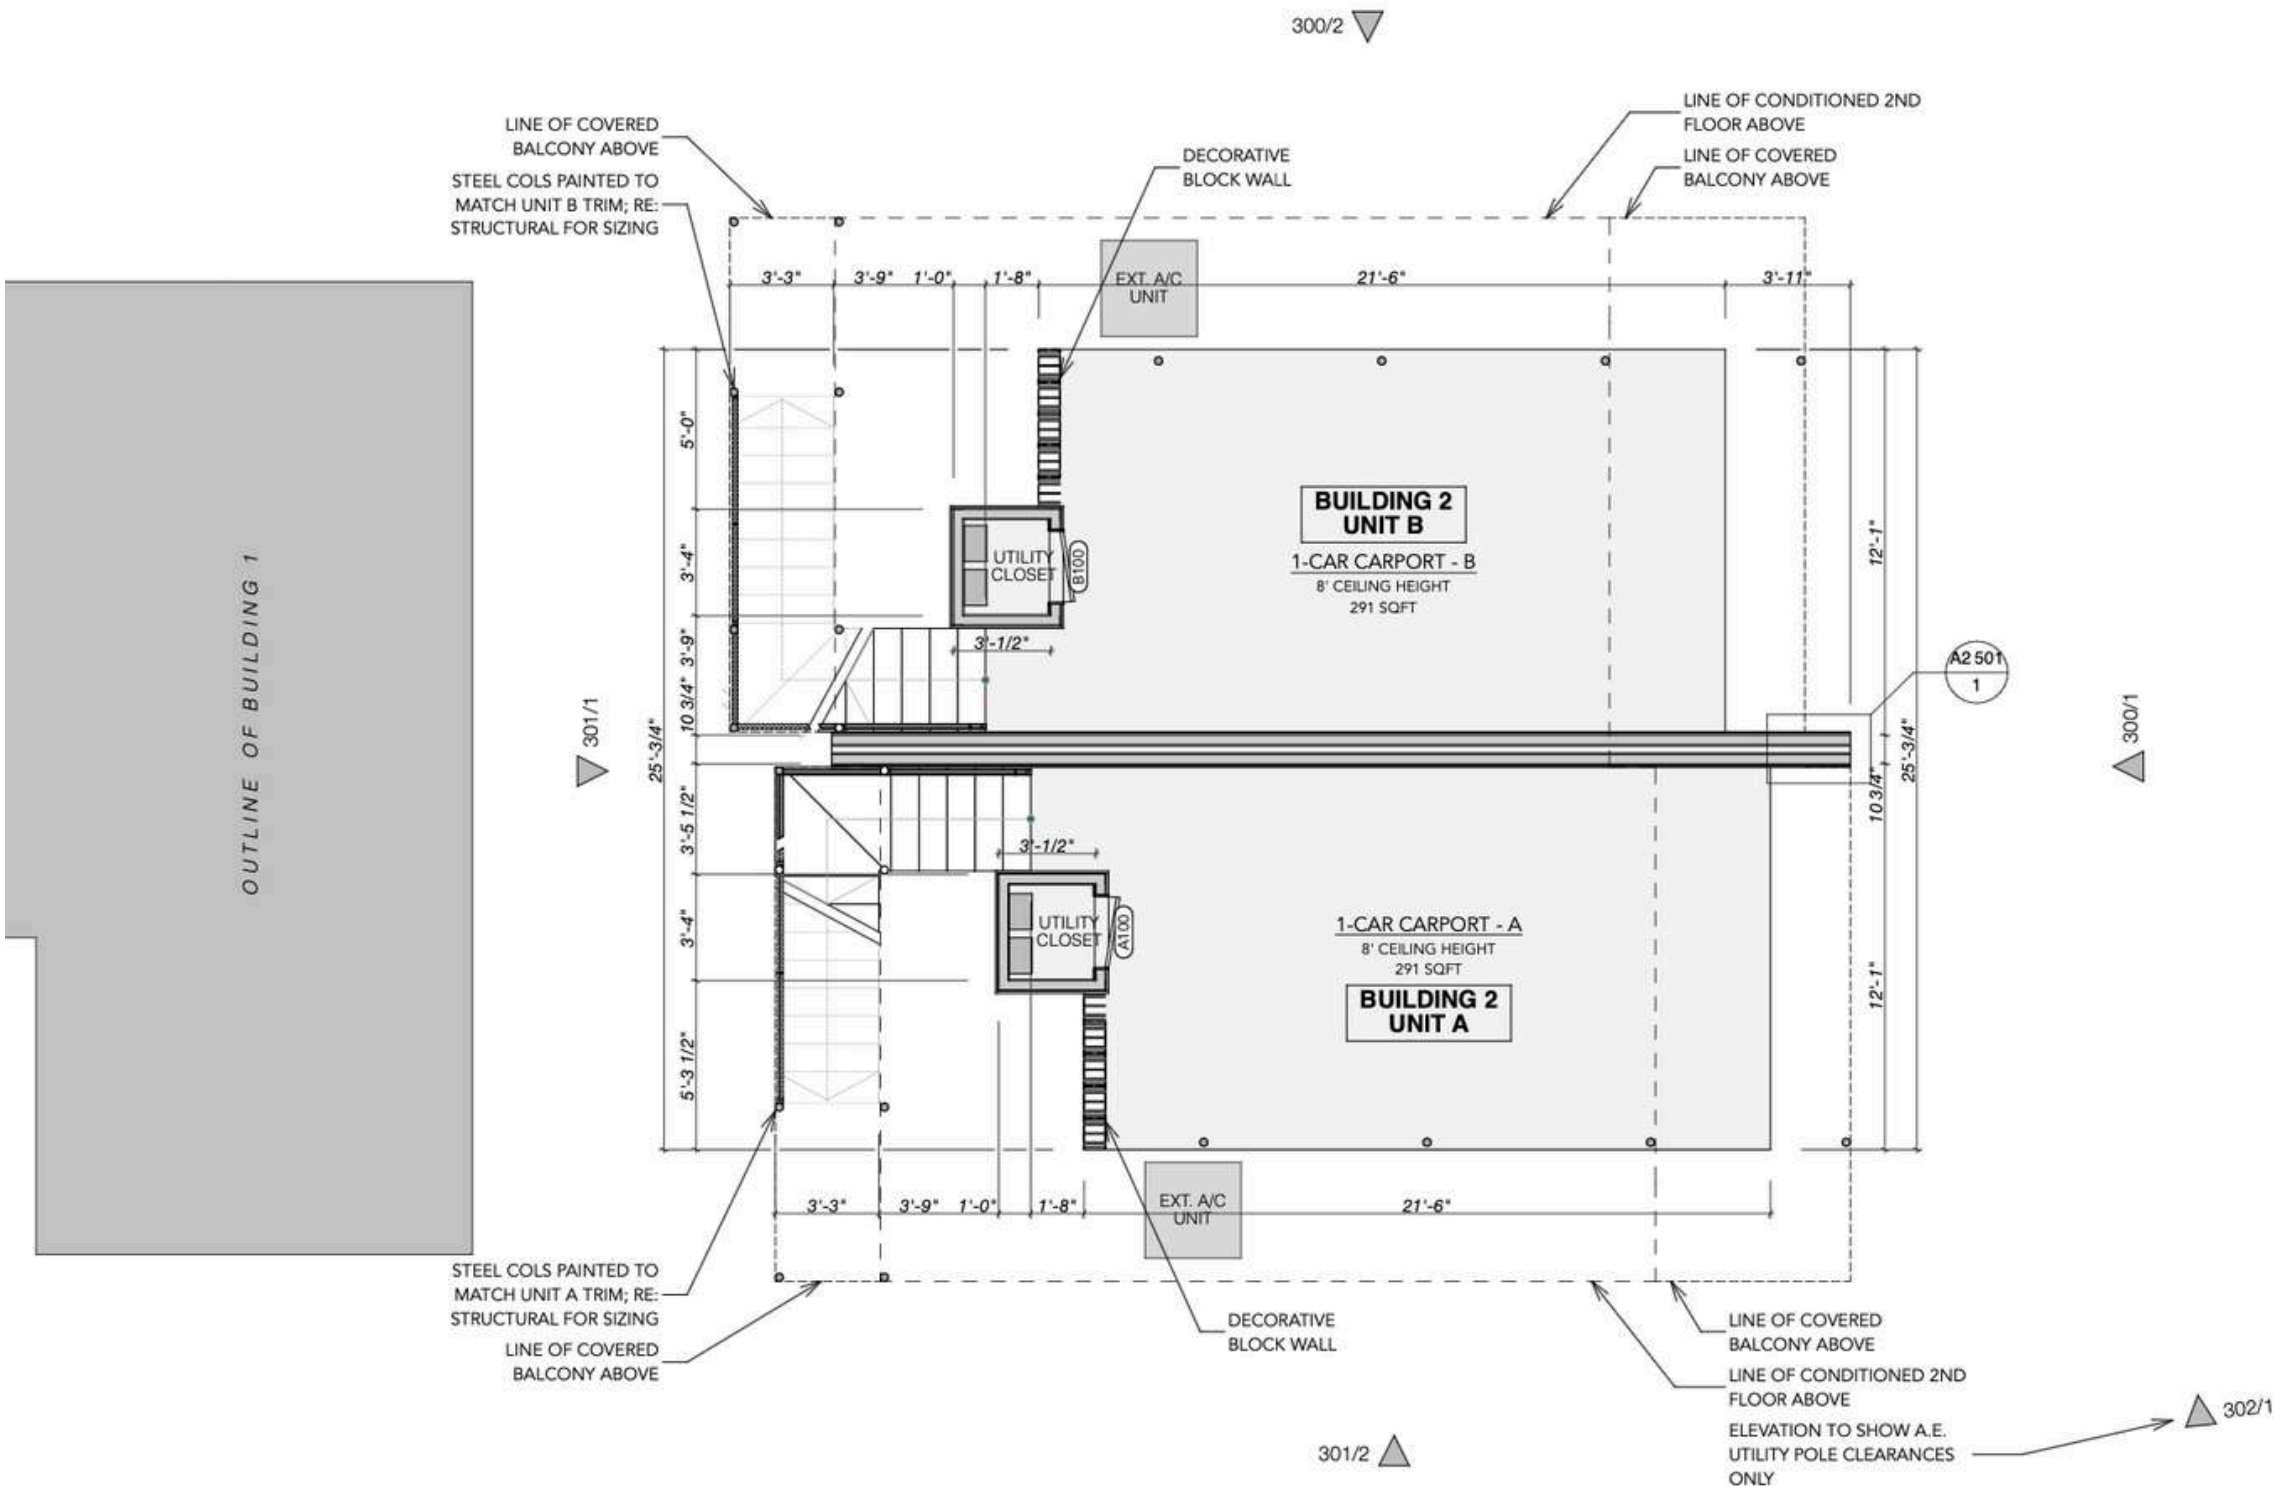 300/2
LINE OF CONDITIONED 2ND
FLOOR ABOVE
LINE OF COVERED
BALCONY ABOVE
LINE OF COVERED
BALCONY ABOVE
STEEL COLS PAINTED TO
MATCH UNIT B TRIM; RE:
STRUCTURAL FOR SIZING
DECORATIVE
BLOCK WALL
3'-3"
3'-9"
1'-0"
1'-8"
EXT. A/C
UNIT
21'-6"
3'-11"
5'-0"
3'-4"
3'-9"
10 3/4"
25'-3/4"
3'-5 1/2"
3'-4"
5'-3 1/2"
OUTLINE OF BUILDING 1
301/1
UTILITY
CLOSET
B100
3'-1/2"
BUILDING 2
UNIT B
1-CAR CARPORT - B
8' CEILING HEIGHT
291 SQFT
12'-1"
A2 501
1
300/1
25'-3/4"
10 3/4"
12'-1"
3'-1/2"
UTILITY
CLOSET
A100
1-CAR CARPORT - A
8' CEILING HEIGHT
291 SQFT
BUILDING 2
UNIT A
3'-3"
3'-9"
1'-0"
1'-8"
EXT. A/C
UNIT
21'-6"
STEEL COLS PAINTED TO
MATCH UNIT A TRIM; RE:
STRUCTURAL FOR SIZING
LINE OF COVERED
BALCONY ABOVE
DECORATIVE
BLOCK WALL
LINE OF COVERED
BALCONY ABOVE
LINE OF CONDITIONED 2ND
FLOOR ABOVE
ELEVATION TO SHOW A.E.
UTILITY POLE CLEARANCES
ONLY
302/1
301/2